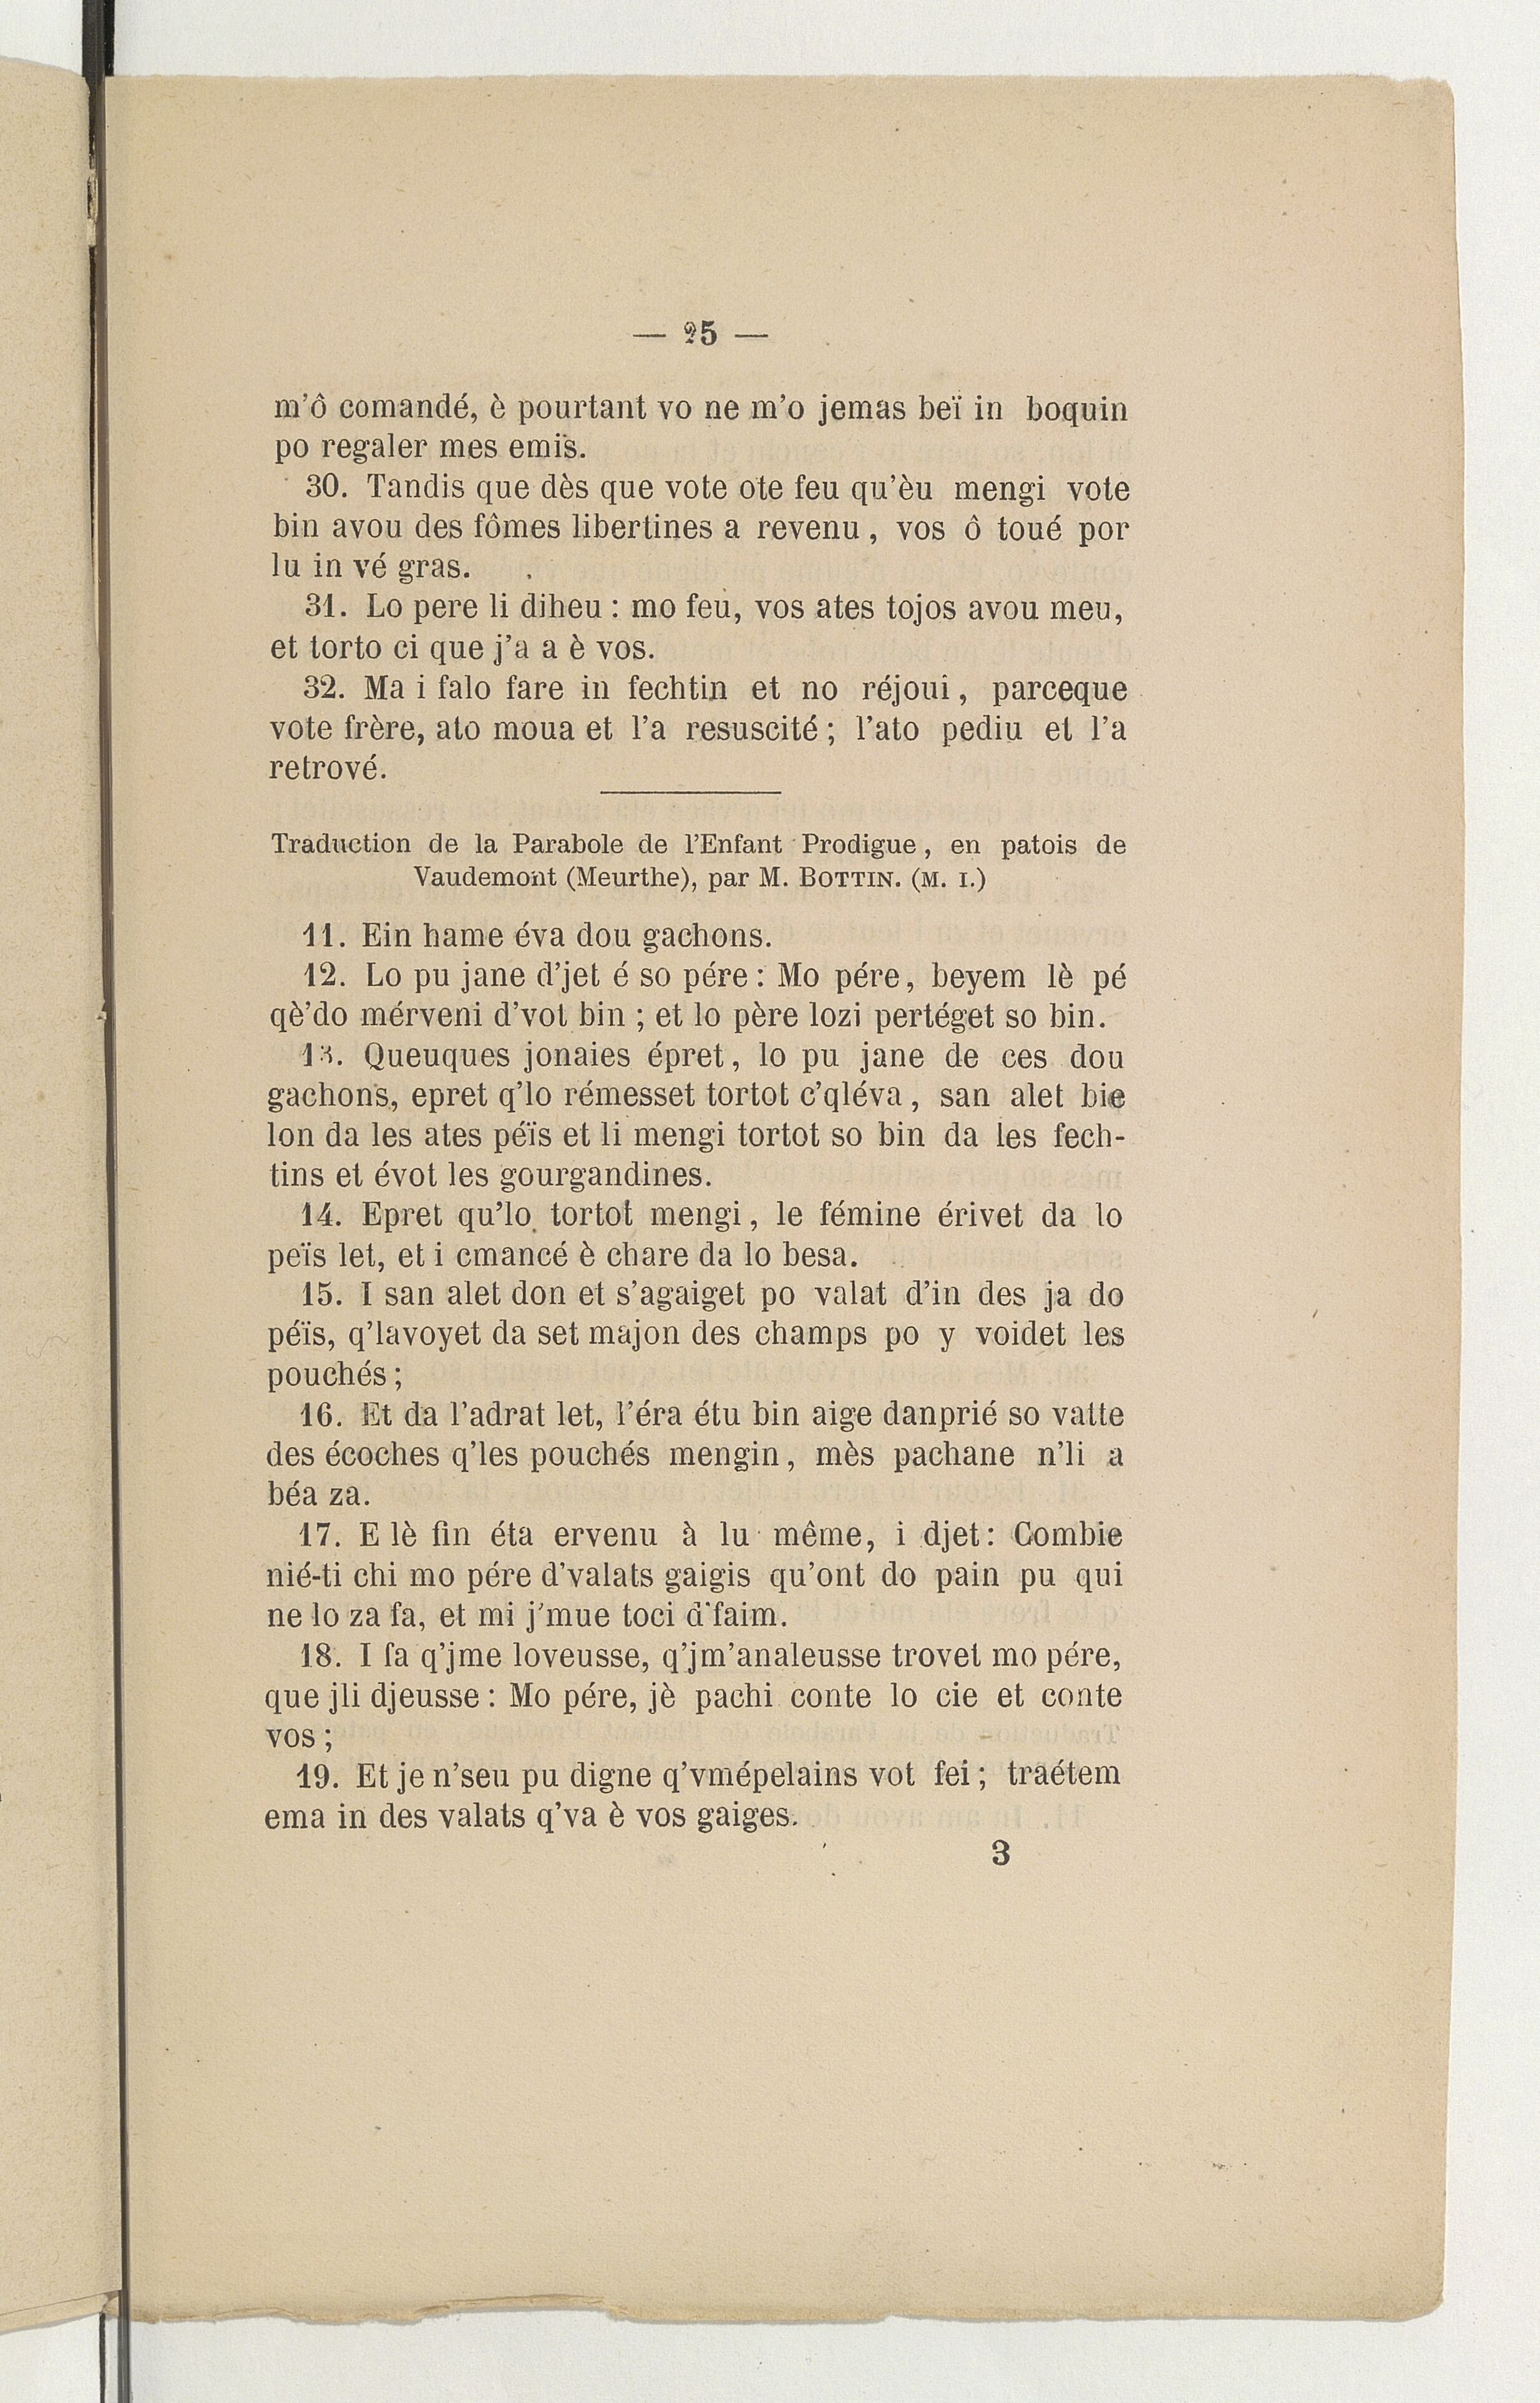 — 25 —
m'ô comandé, è pourtant vo ne m'o jemas beï in boquin
po regaler mes emis.
30. Tandis que dès que vote ote feu qu'èu mengi vote
bin avou des fômes libertines a revenu, vos ô toué por
lu in vé gras.
31. Lo pere li diheu : mo feu, vos ates tojos avou meu,
et torto ci que j'a a è vos.
32. Ma i falo fare in fechtin et no réjoui, parceque
vote frère, ato moua et l'a resuscité ; l'ato pediu et l'a
retrové.
Traduction de la Parabole de l'Enfant Prodigue, en patois de
Vaudemont (Meurthe), par M. BOTTIN. (M. I.)
11. Ein hame éva dou gachons.
12. Lo pu jane d'jet é so pére : Mo pére, beyem lè pé
qè'do mérveni d'vot bin ; et lo père lozi pertéget so bin.
13. Queuques jonaies épret, lo pu jane de ces dou
gachons, epret q'lo rémesset tortot c'qléva, san alet bie
lon da les ates péïs et li mengi tortot so bin da les fech-
tins et évot les gourgandines.
14. Epret qu'lo tortot mengi, le fémine érivet da lo
peïs let, et i cmancé è chare da lo besa.
15. I san alet don et s'agaiget po valat d'in des ja do
péïs, q'lavoyet da set majon des champs po y voidet les
pouchés ;
16. Et da l'adrat let, l'éra étu bin aige danprié so vatte
des écoches q'les pouchés mengin, mès pachane n'li a
béa za.
17. E lè fin éta ervenu à lu même, i djet : Combie
nié-ti chi mo pére d'valats gaigis qu'ont do pain pu qui
ne lo za fa, et mi j'mue toci d'faim.
18. I fa q'jme loveusse, q'jm'analeusse trovet mo pére,
que jli djeusse : Mo pére, jè pachi conte lo cie et conte
vos ;
19. Et je n'seu pu digne q'vmépelains vot fei ; traétem
ema in des valats q'va è vos gaiges.
3